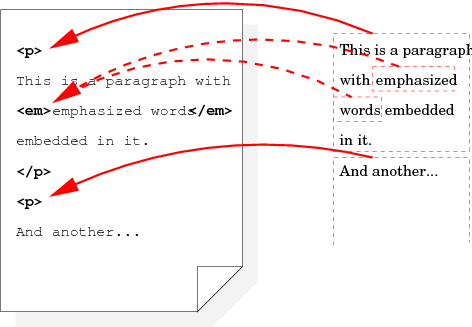 <p>
This is a paragraph with
<em>emphasized words</em>
embedded in it.
</p>
<p>
And another...
This is a paragraph
with emphasized
words embedded
in it.
And another...